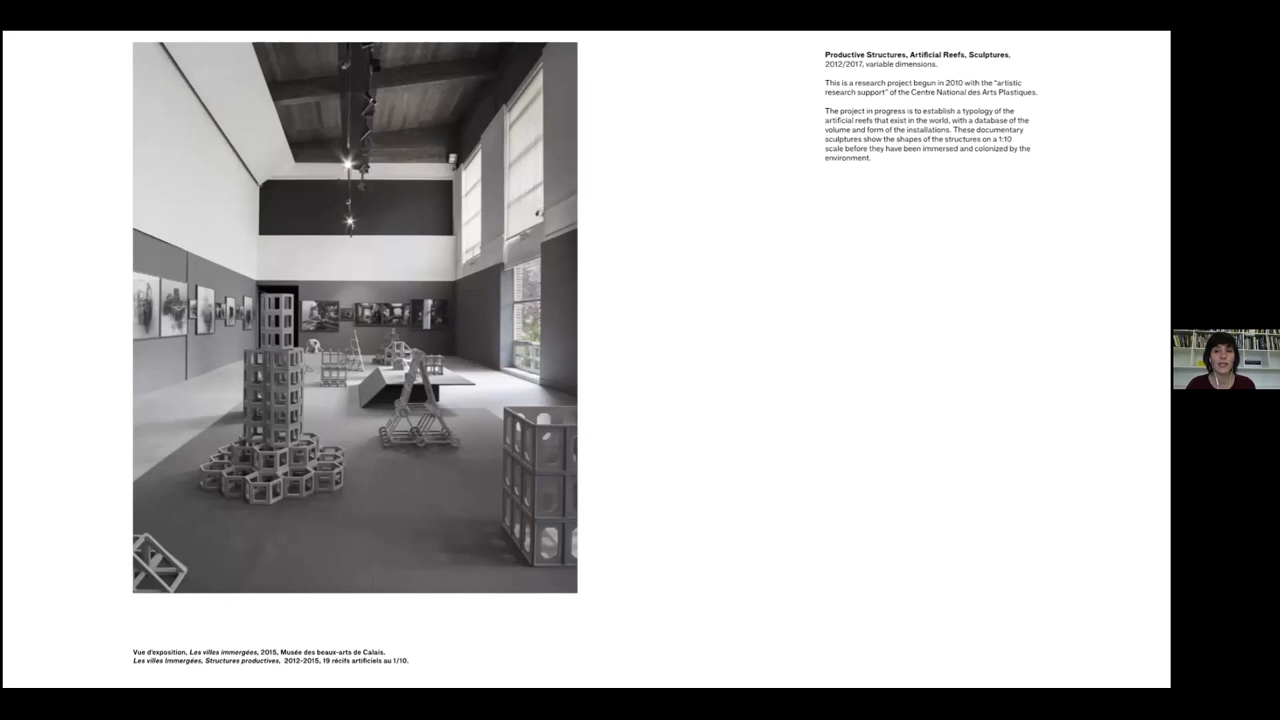 Productive Structures, Artificial Reefs, Sculptures,
2012/2017, variable dimensions.
This is a research project begun in 2010 with the "artistic
research support" of the Centre National des Arts Plastiques.
The project in progress is to establish a typology of the
artificial reefs that exist in the world, with a database of the
volume and form of the installations. These documentary
sculptures show the shapes of the structures on a 1:10
scale before they have been immersed and colonized by the
environment.
Vue d'exposition, Les villes immergées, 2015, Musée des beaux-arts de Calais.
Les villes Immergées, Structures productives, 2012-2015, 19 récifs artificiels au 1/10.